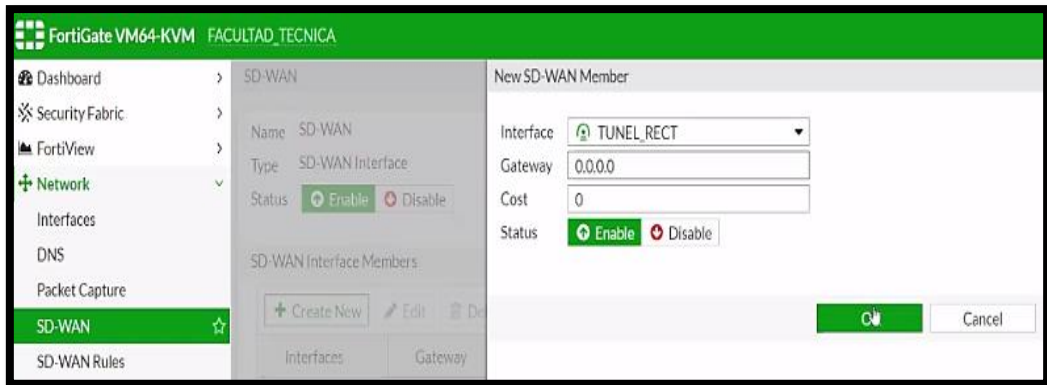 FortiGate VM64-KVM FACULTAD_TECNICA
Dashboard
Security Fabric
FortiView
Network
Interfaces
DNS
Packet Capture
SD-WAN
SD-WAN Rules
SD-WAN
Name SD-WAN
Type SD-WAN Interface
Status Enable Disable
SD-WAN Interface Members
Create New Edit De
Interfaces Gateway
New SD-WAN Member
Interface TUNEL_RECT
Gateway 0.0.0.0
Cost 0
Status Enable Disable
Cancel